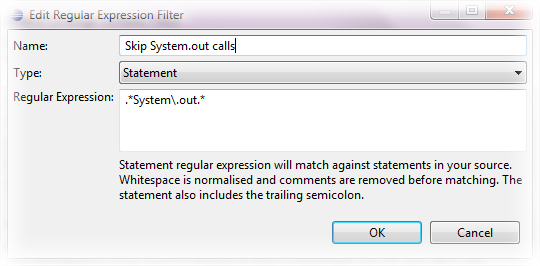 Edit Regular Expression Filter
Name: Skip System.out calls
Type: Statement
Regular Expression: .*System\.out.*
Statement regular expression will match against statements in your source.
Whitespace is normalised and comments are removed before matching. The
statement also includes the trailing semicolon.
OK Cancel